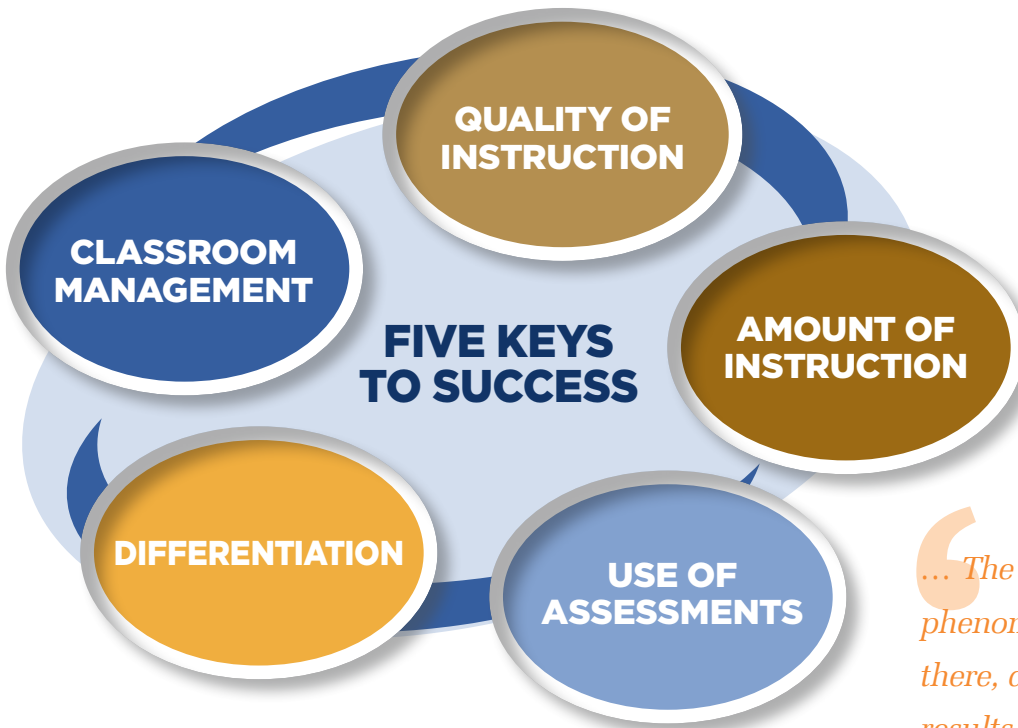 QUALITY OF
INSTRUCTION
CLASSROOM
MANAGEMENT
FIVE KEYS
TO SUCCESS
AMOUNT OF
INSTRUCTION
DIFFERENTIATION
USE OF
ASSESSMENTS
… The
there,